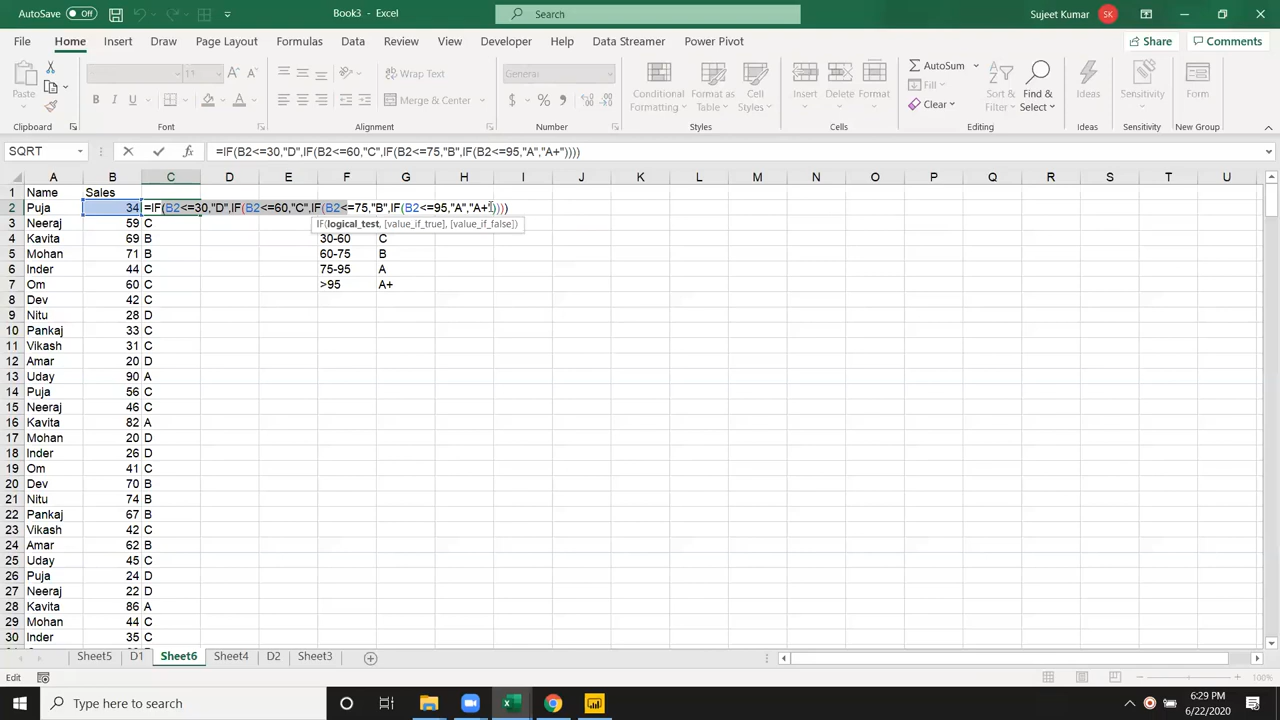 AutoSave Off Book3 - Excel Search Sujeet Kumar SK
File Home Insert Draw Page Layout Formulas Data Review View Developer Help Data Streamer Power Pivot Share Comments
Paste 11 A A Wrap Text General Conditional Formatting Format as Table Cell Styles Insert Delete Format AutoSum Fill Clear Sort & Filter Find & Select Ideas Sensitivity Form
B I U A Merge & Center $ % 9
Clipboard Font Alignment Number Styles Cells Editing Ideas Sensitivity Form
SQRT fx =IF(B2<=30,"D",IF(B2<=60,"C",IF(B2<=75,"B",IF(B2<=95,"A","A+"))))
A B C D E F G H I J K L M N O P Q R S T U
1 Name Sales
2 Puja 34 =IF(B2<=30,"D",IF(B2<=60,"C",IF(B2<=75,"B",IF(B2<=95,"A","A+"))))
IF(logical_test, [value_if_true], [value_if_false])
3 Neeraj 59 C
4 Kavita 69 B 30-60 C
5 Mohan 71 B 60-75 B
6 Inder 44 C 75-95 A
7 Om 60 C >95 A+
8 Dev 42 C
9 Nitu 28 D
10 Pankaj 33 C
11 Vikash 31 C
12 Amar 20 D
13 Uday 90 A
14 Puja 56 C
15 Neeraj 46 C
16 Kavita 82 A
17 Mohan 20 D
18 Inder 26 D
19 Om 41 C
20 Dev 70 B
21 Nitu 74 B
22 Pankaj 67 B
23 Vikash 42 C
24 Amar 62 B
25 Uday 45 C
26 Puja 24 D
27 Neeraj 22 D
28 Kavita 86 A
29 Mohan 44 C
30 Inder 35 C
Sheet5 D1 Sheet6 Sheet4 D2 Sheet3
Edit 100%
Type here to search 6:29 PM
6/22/2020